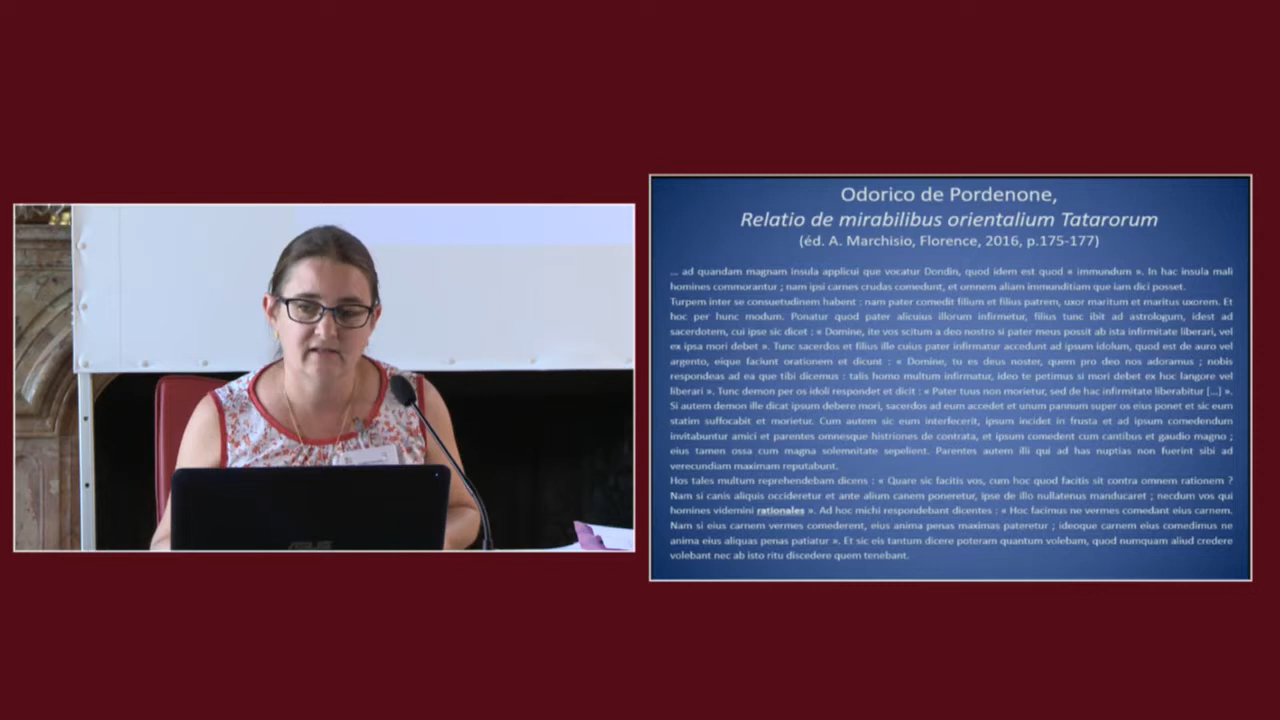 Odorico de Pordenone,
Relatio de mirabilibus orientalium Tatarorum
(éd. A. Marchisio, Florence, 2016, p.175-177)
... ad quandam magnam insula applicui que vocatur Dondin, quod idem est quod « immundum ». In hac insula mali
homines commorantur ; nam ipsi carnes crudas comedunt, et omnem aliam immunditiam que iam dici posset.
Turpem inter se consuetudinem habent : nam pater comedit filium et filius patrem, uxor maritum et maritus uxorem. Et
hoc per hunc modum. Ponatur quod pater alicuius illorum infirmetur, filius tunc ibit ad astrologum, idest ad
sacerdotem, cui ipse sic dicet : « Domine, ite vos scitum a deo nostro si pater meus possit ab ista infirmitate liberari, vel
ex ipsa mori debet ». Tunc sacerdos et filius ille cuius pater infirmatur accedunt ad ipsum idolum, quod est de auro vel
argento, eique faciunt orationem et dicunt : « Domine, tu es deus noster, quem pro deo nos adoramus ; nobis
respondeas ad ea que tibi dicemus : talis homo multum infirmatur, ideo te petimus si mori debet ex hoc langore vel
liberari ». Tunc demon per os idoli respondet et dicit : « Pater tuus non morietur, sed de hac infirmitate liberabitur [...] ».
Si autem demon ille dicat ipsum debere mori, sacerdos ad eum accedet et unum pannum super os eius ponet et sic eum
statim suffocabit et morietur. Cum autem sic eum interfecerit, ipsum incidet in frusta et ad ipsum comedendum
invitabuntur amici et parentes omnesque histriones de contrata, et ipsum comedent cum cantibus et gaudio magno ;
eius tamen ossa cum magna solemnitate sepelient. Parentes autem illi qui ad has nuptias non fuerint sibi ad
verecundiam maximam reputabunt.
Hos tales multum reprehendebam dicens : « Quare sic facitis vos, cum hoc quod facitis sit contra omnem rationem ?
Nam si canis aliquis occideretur et ante alium canem poneretur, ipse de illo nullatenus manducaret ; necdum vos qui
homines videmini rationales ». Ad hoc michi respondebant dicentes : « Hoc facimus ne vermes comedant eius carnem.
Nam si eius carnem vermes comederent, eius anima penas maximas pateretur ; ideoque carnem eius comedimus ne
anima eius aliquas penas patiatur ». Et sic eis tantum dicere poteram quantum volebam, quod numquam aliud credere
volebant nec ab isto ritu discedere quem tenebant.